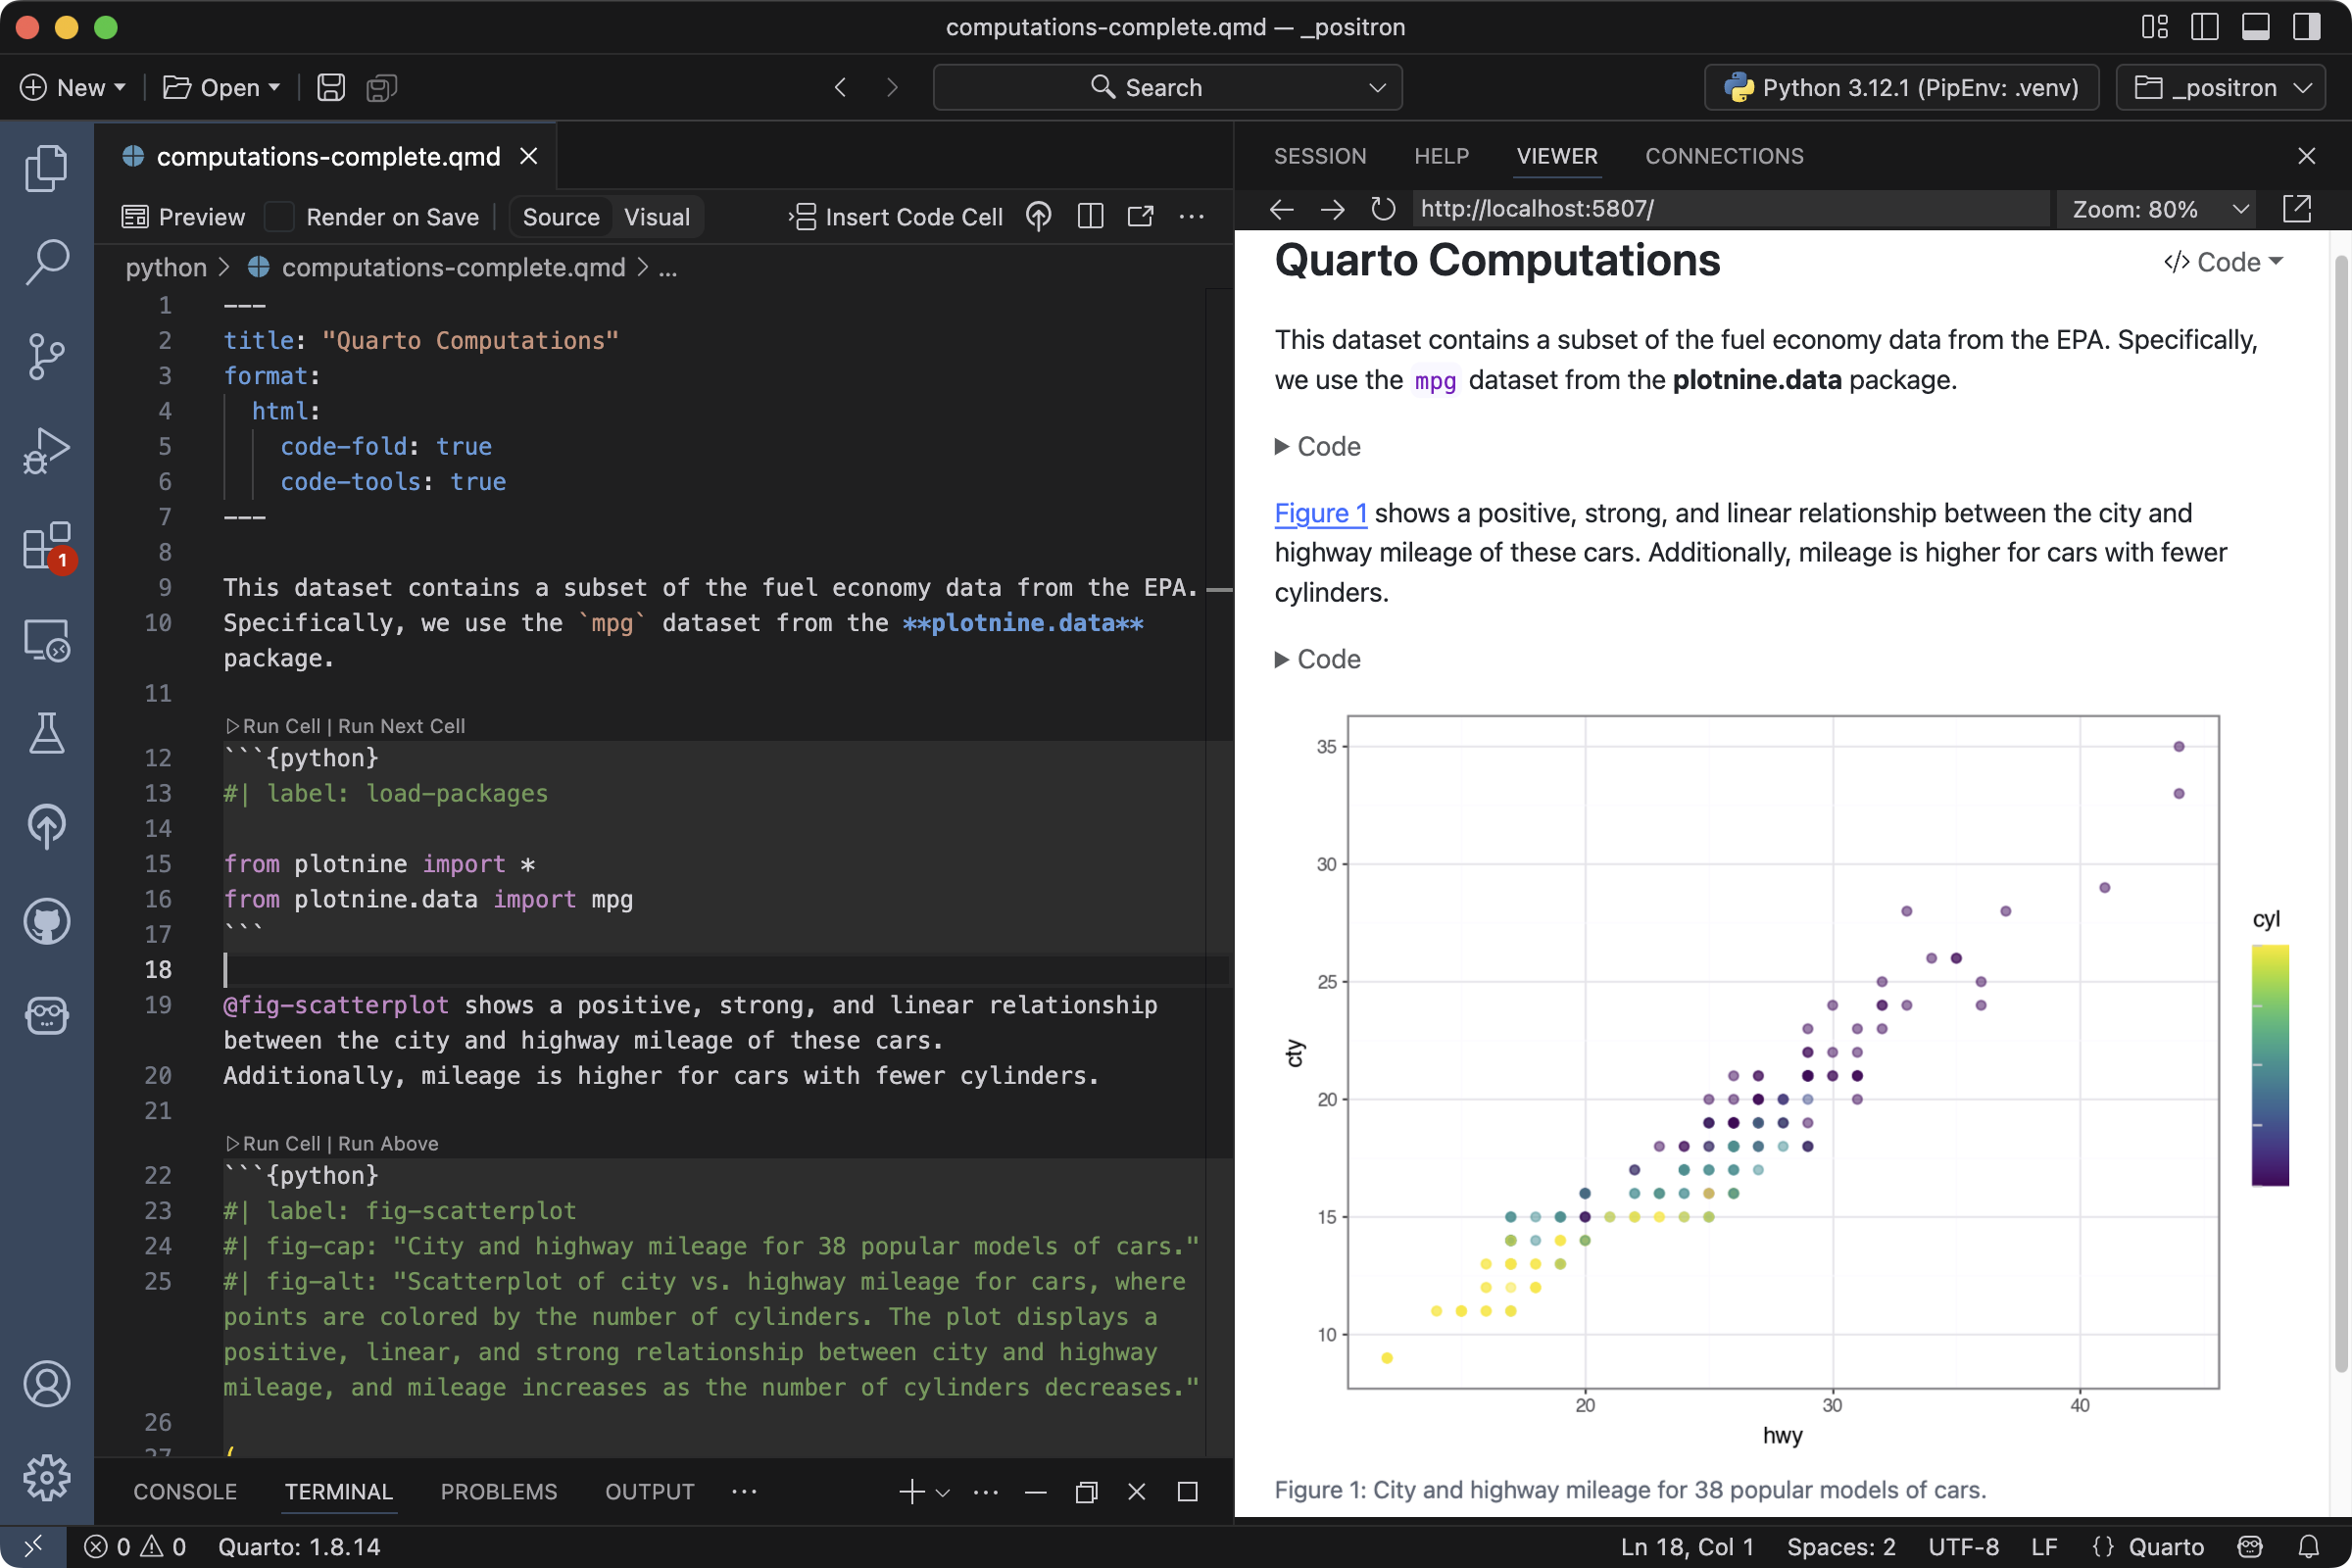 computations-complete.qmd — _positron
New
Open
Search
Python 3.12.1 (PipEnv: .venv)
_positron
computations-complete.qmd
Preview
Render on Save
Source
Visual
Insert Code Cell
python > computations-complete.qmd > ...
1 ---
2 title: "Quarto Computations"
3 format:
4 html:
5 code-fold: true
6 code-tools: true
7 ---
8
9 This dataset contains a subset of the fuel economy data from the EPA.
10 Specifically, we use the `mpg` dataset from the **plotnine.data**
package.
11
Run Cell | Run Next Cell
12 ```{python}
13 #| label: load-packages
14
15 from plotnine import *
16 from plotnine.data import mpg
17 ```
18
19 @fig-scatterplot shows a positive, strong, and linear relationship
between the city and highway mileage of these cars.
20 Additionally, mileage is higher for cars with fewer cylinders.
21
Run Cell | Run Above
22 ```{python}
23 #| label: fig-scatterplot
24 #| fig-cap: "City and highway mileage for 38 popular models of cars."
25 #| fig-alt: "Scatterplot of city vs. highway mileage for cars, where
points are colored by the number of cylinders. The plot displays a
positive, linear, and strong relationship between city and highway
mileage, and mileage increases as the number of cylinders decreases."
26
27 (
1
CONSOLE
TERMINAL
PROBLEMS
OUTPUT
SESSION
HELP
VIEWER
CONNECTIONS
http://localhost:5807/
Zoom: 80%
Quarto Computations
</> Code
This dataset contains a subset of the fuel economy data from the EPA. Specifically,
we use the mpg dataset from the plotnine.data package.
Code
Figure 1 shows a positive, strong, and linear relationship between the city and
highway mileage of these cars. Additionally, mileage is higher for cars with fewer
cylinders.
Code
35
30
25
20
15
10
cty
20
30
40
hwy
cyl
Figure 1: City and highway mileage for 38 popular models of cars.
0
0
Quarto: 1.8.14
Ln 18, Col 1
Spaces: 2
UTF-8
LF
{} Quarto